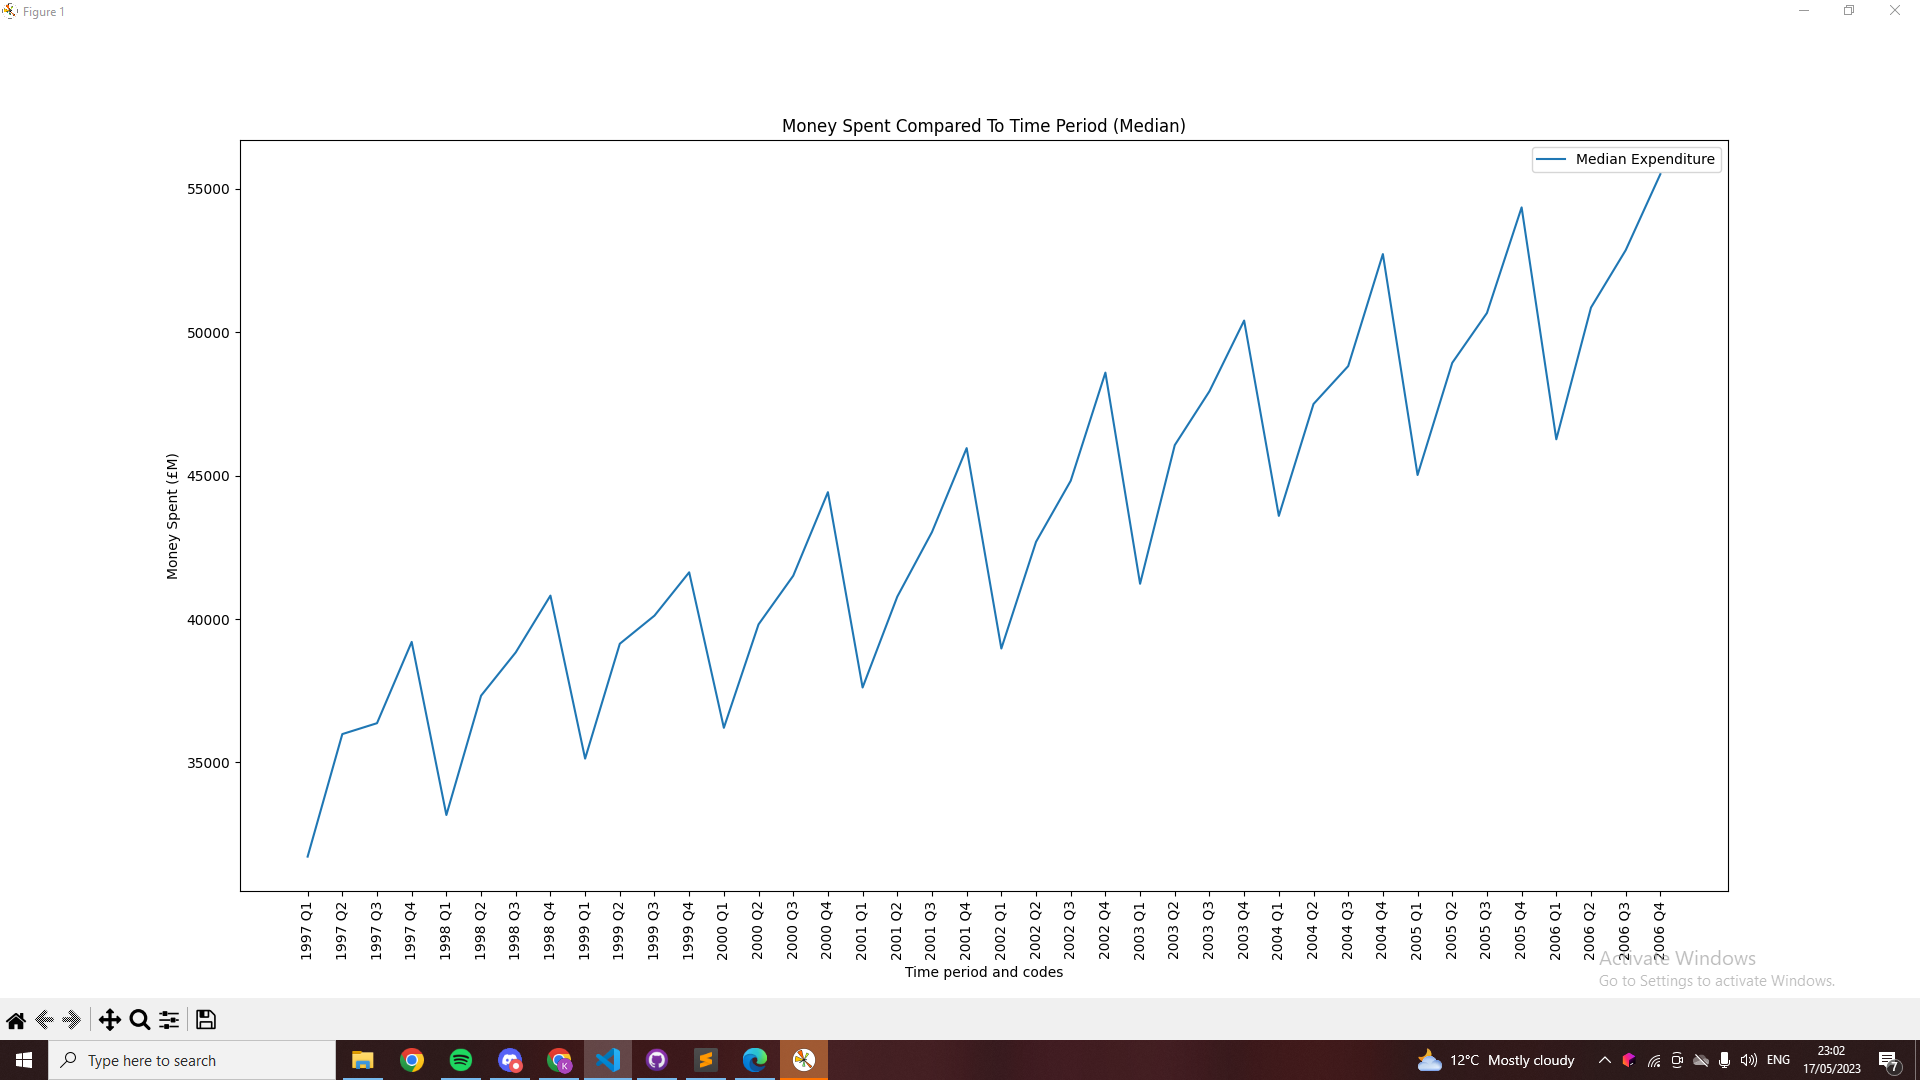 Figure 1
Money Spent Compared To Time Period (Median)
Median Expenditure
55000
50000
45000
40000
35000
Money Spent (£M)
1997 Q1
1997 Q2
1997 Q3
1997 Q4
1998 Q1
1998 Q2
1998 Q3
1998 Q4
1999 Q1
1999 Q2
1999 Q3
1999 Q4
2000 Q1
2000 Q2
2000 Q3
2000 Q4
2001 Q1
2001 Q2
2001 Q3
2001 Q4
2002 Q1
2002 Q2
2002 Q3
2002 Q4
2003 Q1
2003 Q2
2003 Q3
2003 Q4
2004 Q1
2004 Q2
2004 Q3
2004 Q4
2005 Q1
2005 Q2
2005 Q3
2005 Q4
2006 Q1
2006 Q2
2006 Q3
2006 Q4
Time period and codes
Activate Windows
Go to Settings to activate Windows.
Type here to search
K
12°C Mostly cloudy
ENG
23:02
17/05/2023
7